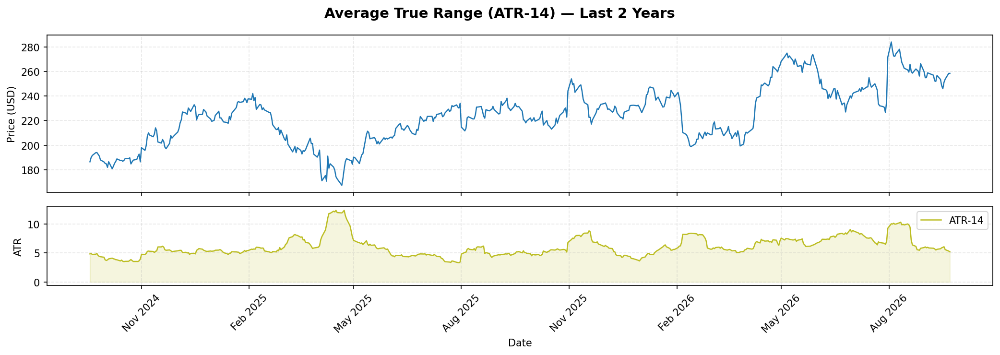 Average True Range (ATR-14) — Last 2 Years
Price (USD)
280
260
240
220
200
180
ATR
10
5
0
ATR-14
Nov 2024
Feb 2025
May 2025
Aug 2025
Nov 2025
Feb 2026
May 2026
Aug 2026
Date